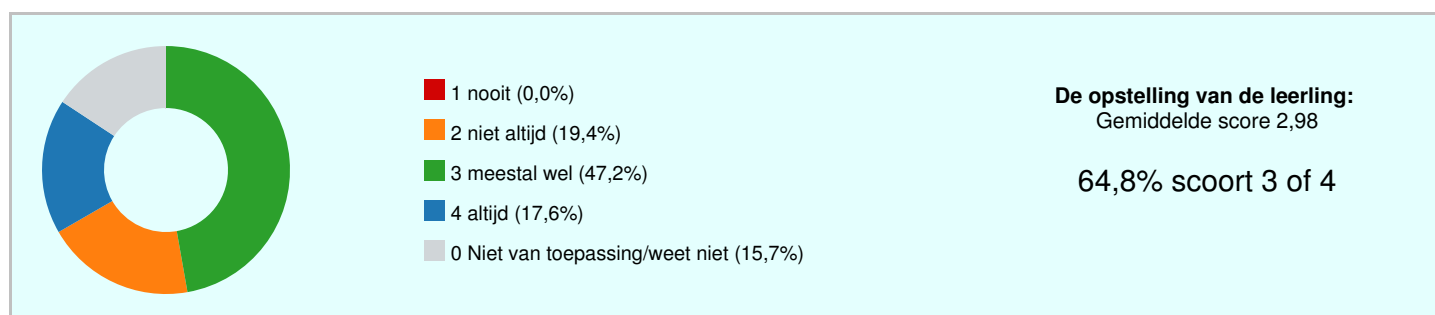 1 nooit (0,0%)
2 niet altijd (19,4%)
3 meestal wel (47,2%)
4 altijd (17,6%)
0 Niet van toepassing/weet niet (15,7%)
De opstelling van de leerling:
Gemiddelde score 2,98
64,8% scoort 3 of 4